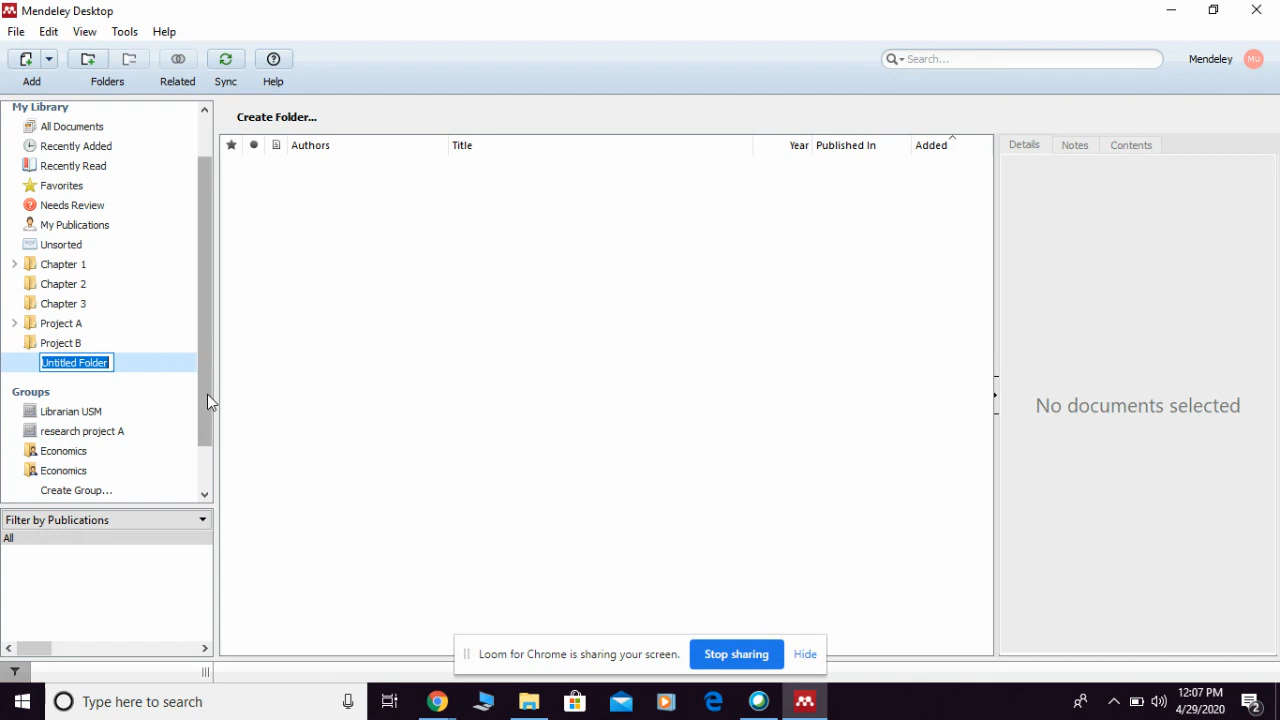 Mendeley Desktop
File Edit View Tools Help
Add Folders Related Sync Help
Search...
Mendeley MU
My Library
All Documents
Recently Added
Recently Read
Favorites
Needs Review
My Publications
Unsorted
Chapter 1
Chapter 2
Chapter 3
Project A
Project B
Untitled Folder
Groups
Librarian USM
research project A
Economics
Economics
Create Group...
Filter by Publications
All
Create Folder...
Authors Title Year Published In Added
Details Notes Contents
No documents selected
Loom for Chrome is sharing your screen. Stop sharing Hide
Type here to search
12:07 PM
4/29/2020
2